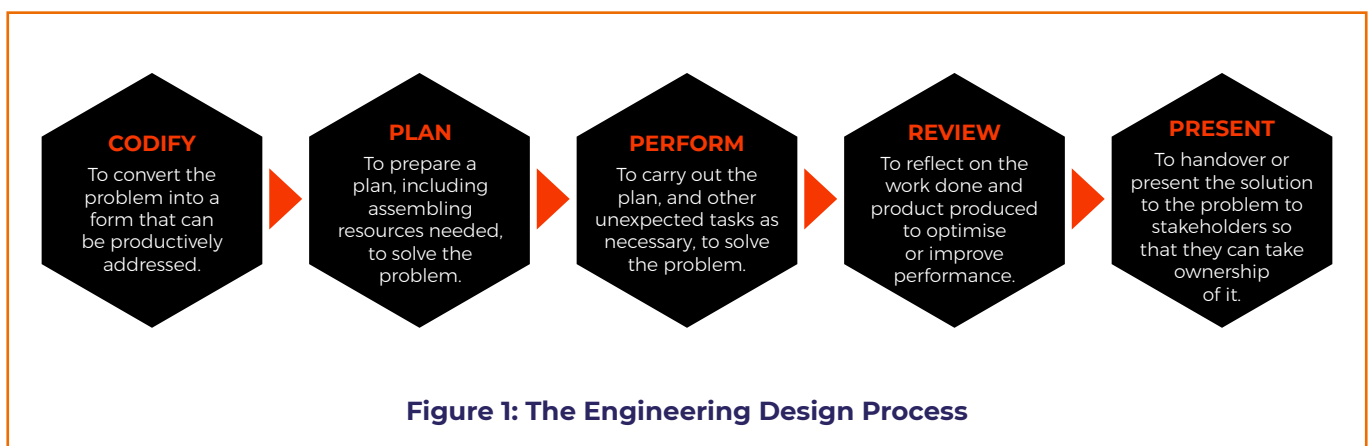 CODIFY
To convert the
problem into a
form that can
be productively
addressed.
PLAN
To prepare a
plan, including
assembling
resources needed,
to solve the
problem.
PERFORM
To carry out the
plan, and other
unexpected tasks as
necessary, to solve
the problem.
REVIEW
To reflect on the
work done and
product produced
to optimise
or improve
performance.
PRESENT
To handover or
present the solution
to the problem to
stakeholders so
that they can take
ownership
of it.
Figure 1: The Engineering Design Process